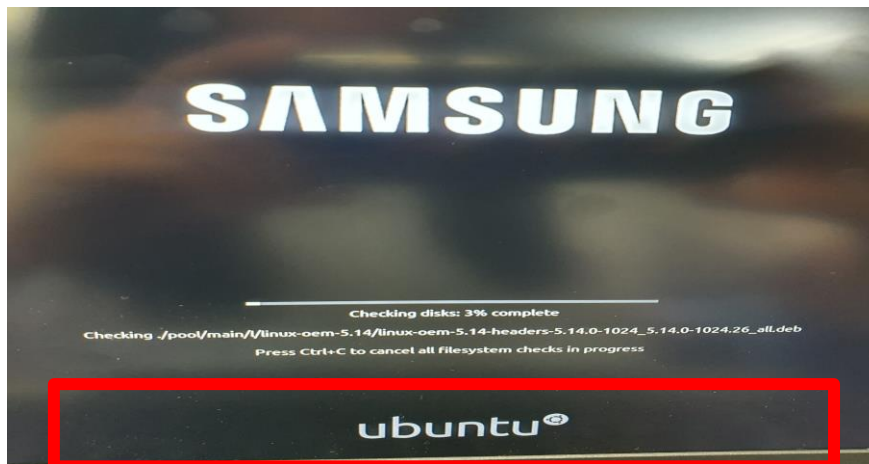 SAMSUNG
Checking disks: 3% complete
Checking ./pool/main/l/linux-oem-5.14/linux-oem-5.14-headers-5.14.0-1024_5.14.0-1024.26_all.deb
Press Ctrl+C to cancel all filesystem checks in progress
ubuntu